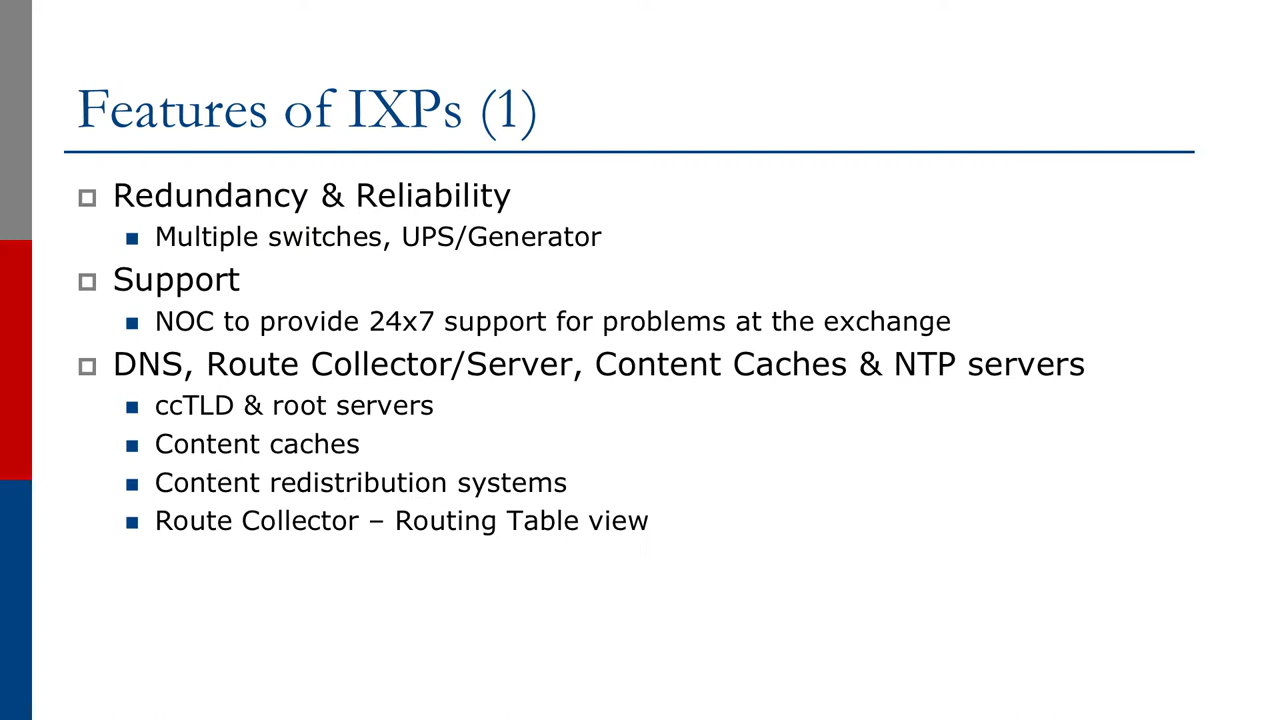 Features of IXPs (1)
Redundancy & Reliability
Multiple switches, UPS/Generator
Support
NOC to provide 24x7 support for problems at the exchange
DNS, Route Collector/Server, Content Caches & NTP servers
ccTLD & root servers
Content caches
Content redistribution systems
Route Collector – Routing Table view